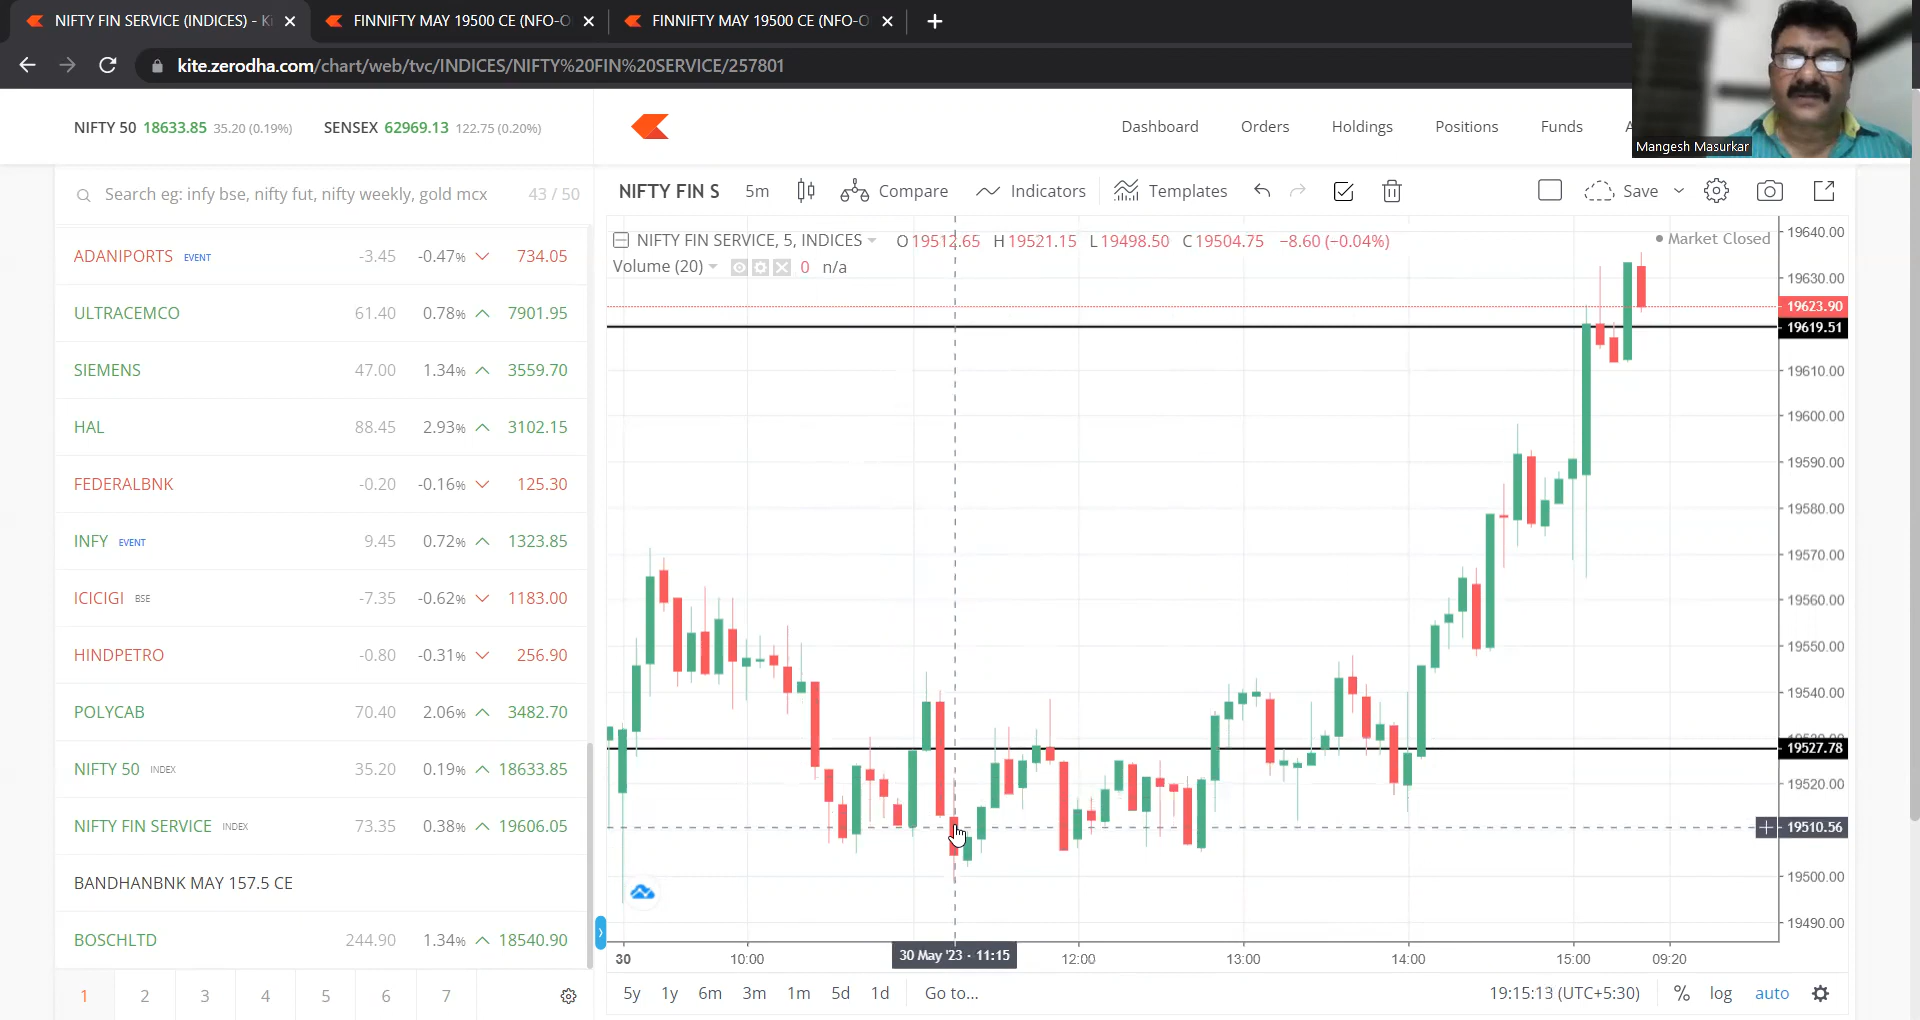 NIFTY FIN SERVICE (INDICES) - Ki
FINNIFTY MAY 19500 CE (NFO-O
FINNIFTY MAY 19500 CE (NFO-O
kite.zerodha.com/chart/web/tvc/INDICES/NIFTY%20FIN%20SERVICE/257801
Mangesh Masurkar
NIFTY 50 18633.85 35.20 (0.19%) SENSEX 62969.13 122.75 (0.20%)
Dashboard Orders Holdings Positions Funds A
Search eg: infy bse, nifty fut, nifty weekly, gold mcx 43 / 50
NIFTY FIN S 5m Compare Indicators Templates Save
NIFTY FIN SERVICE, 5, INDICES O19512.65 H19521.15 L19498.50 C19504.75 −8.60 (−0.04%)
Market Closed
Volume (20) 0 n/a
ADANIPORTS EVENT -3.45 -0.47% 734.05
ULTRACEMCO 61.40 0.78% 7901.95
SIEMENS 47.00 1.34% 3559.70
HAL 88.45 2.93% 3102.15
FEDERALBNK -0.20 -0.16% 125.30
INFY EVENT 9.45 0.72% 1323.85
ICICIGI BSE -7.35 -0.62% 1183.00
HINDPETRO -0.80 -0.31% 256.90
POLYCAB 70.40 2.06% 3482.70
NIFTY 50 INDEX 35.20 0.19% 18633.85
NIFTY FIN SERVICE INDEX 73.35 0.38% 19606.05
BANDHANBNK MAY 157.5 CE
BOSCHLTD 244.90 1.34% 18540.90
1 2 3 4 5 6 7
19640.00
19630.00
19623.90
19619.51
19610.00
19600.00
19590.00
19580.00
19570.00
19560.00
19550.00
19540.00
19527.78
19520.00
19510.56
19500.00
19490.00
30 10:00 30 May '23 - 11:15 12:00 13:00 14:00 15:00 09:20
5y 1y 6m 3m 1m 5d 1d Go to... 19:15:13 (UTC+5:30) % log auto